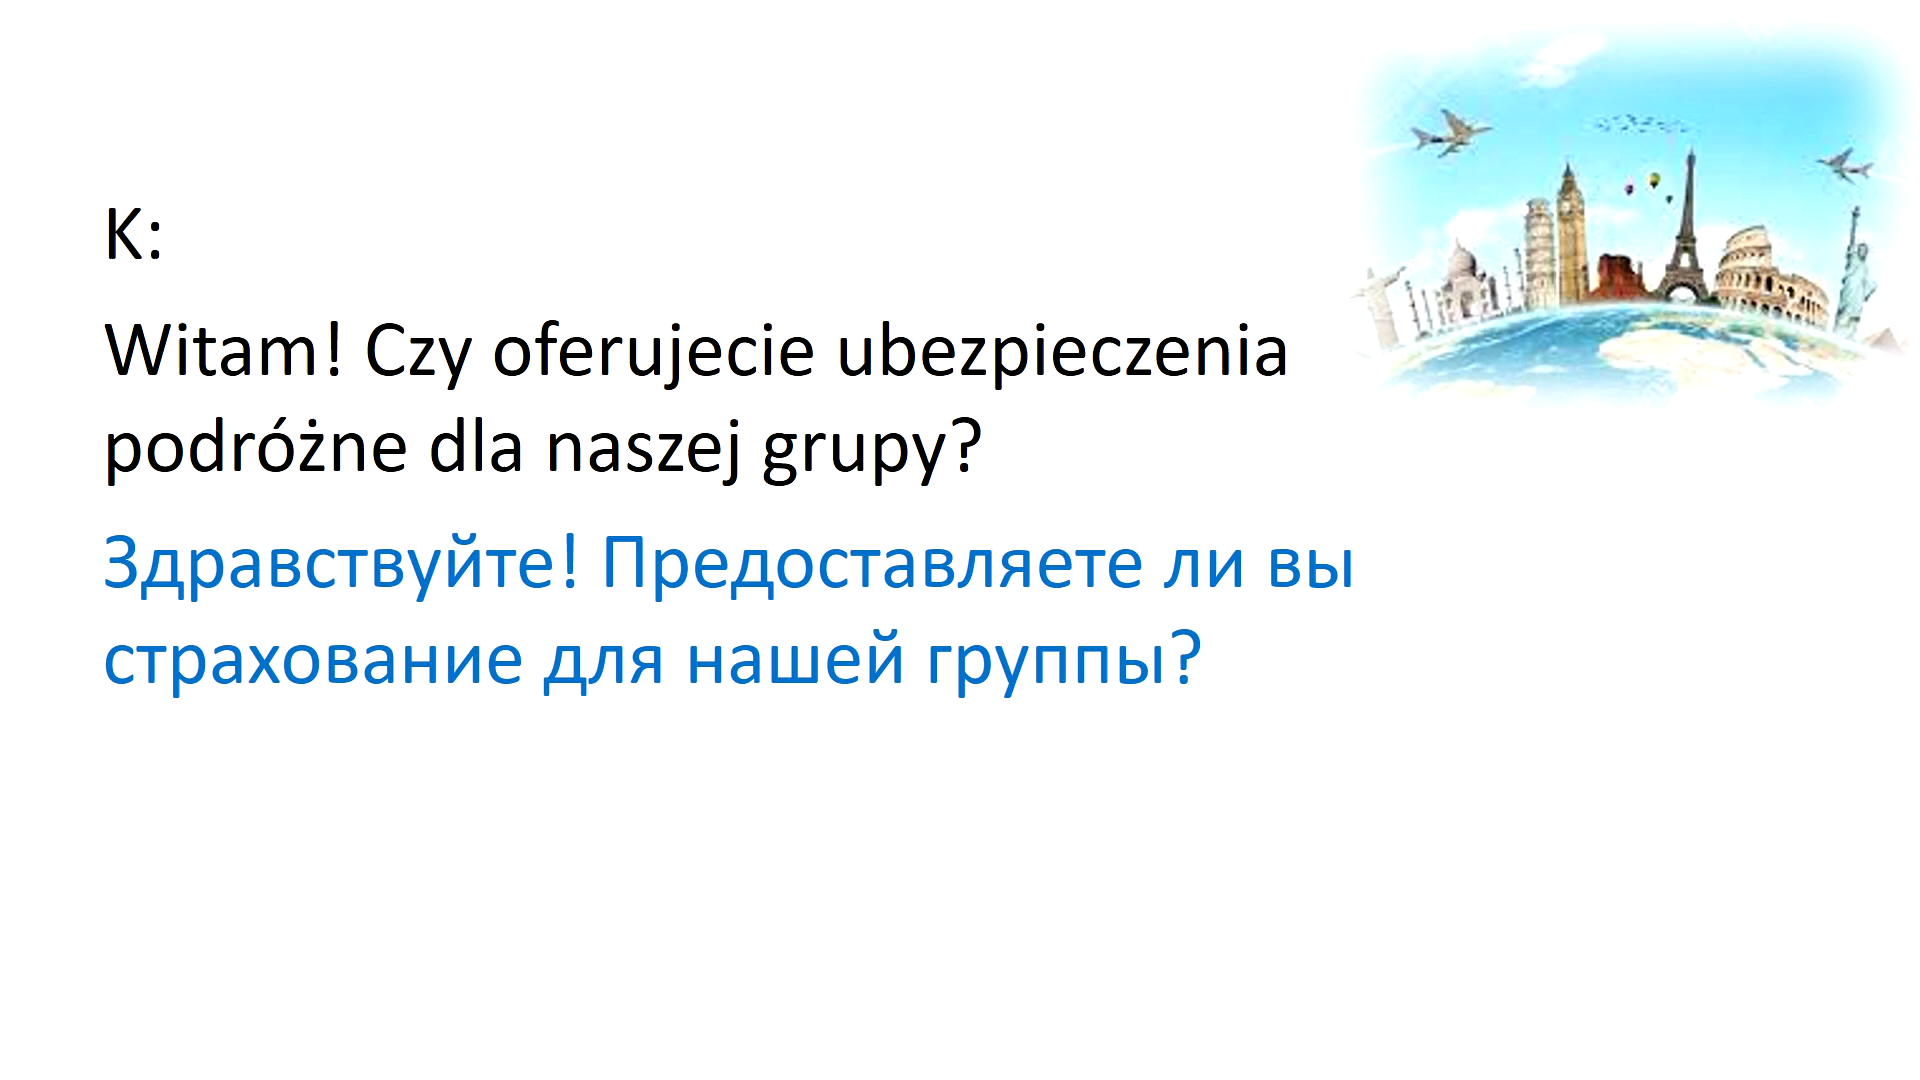 K:
Witam! Czy oferujecie ubezpieczenia
podróżne dla naszej grupy?
Здравствуйте! Предоставляете ли вы
страхование для нашей группы?